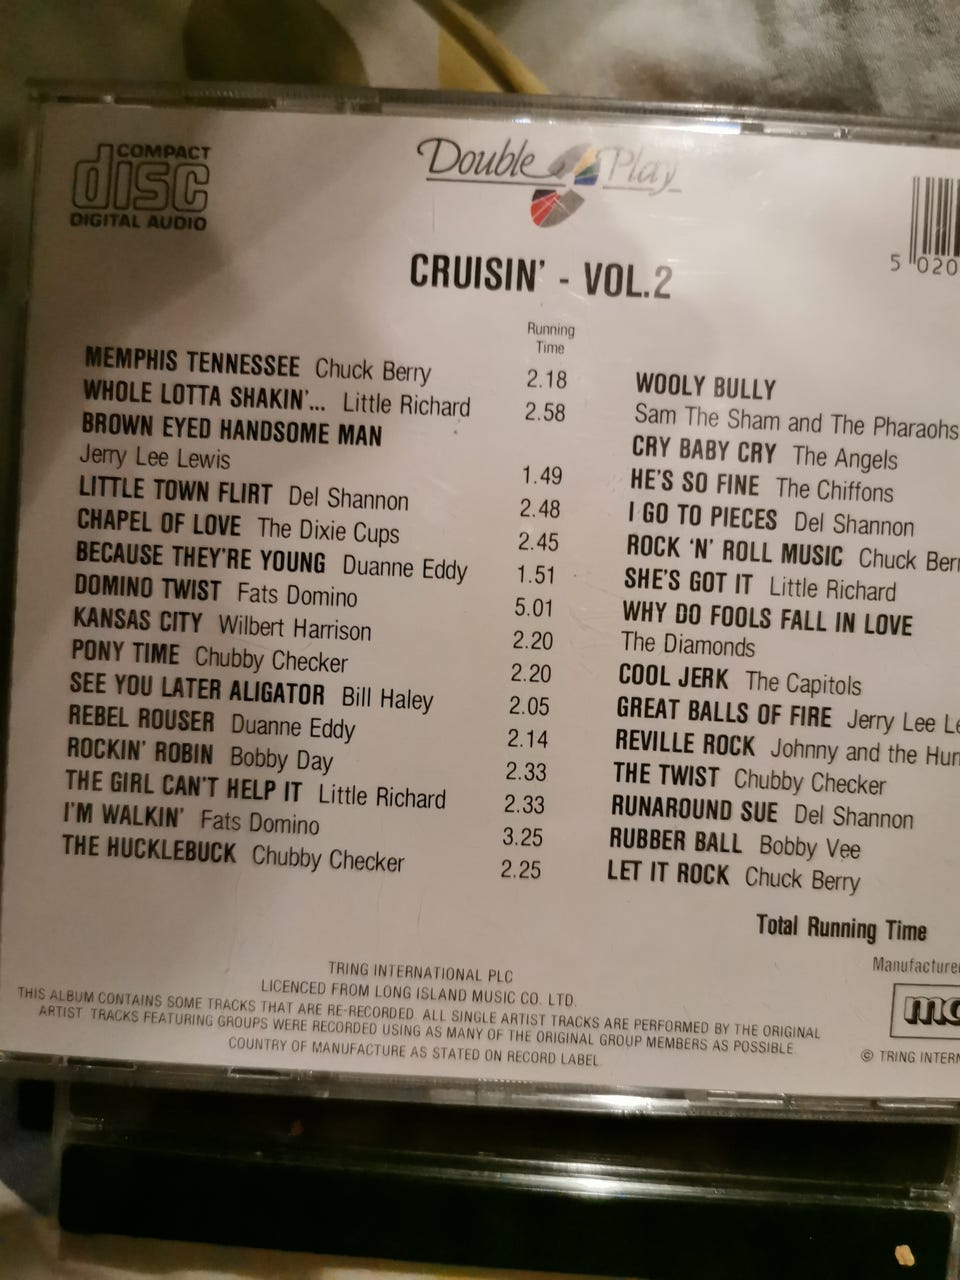 COMPACT
disc
DIGITAL AUDIO
Double Play
5 020
CRUISIN' - VOL.2
Running
Time
MEMPHIS TENNESSEE Chuck Berry 2.18
WHOLE LOTTA SHAKIN'... Little Richard 2.58
BROWN EYED HANDSOME MAN
Jerry Lee Lewis 1.49
LITTLE TOWN FLIRT Del Shannon 2.48
CHAPEL OF LOVE The Dixie Cups 2.45
BECAUSE THEY'RE YOUNG Duanne Eddy 1.51
DOMINO TWIST Fats Domino 5.01
KANSAS CITY Wilbert Harrison 2.20
PONY TIME Chubby Checker 2.20
SEE YOU LATER ALIGATOR Bill Haley 2.05
REBEL ROUSER Duanne Eddy 2.14
ROCKIN' ROBIN Bobby Day 2.33
THE GIRL CAN'T HELP IT Little Richard 2.33
I'M WALKIN' Fats Domino 3.25
THE HUCKLEBUCK Chubby Checker 2.25
WOOLY BULLY
Sam The Sham and The Pharaohs
CRY BABY CRY The Angels
HE'S SO FINE The Chiffons
I GO TO PIECES Del Shannon
ROCK 'N' ROLL MUSIC Chuck Berr
SHE'S GOT IT Little Richard
WHY DO FOOLS FALL IN LOVE
The Diamonds
COOL JERK The Capitols
GREAT BALLS OF FIRE Jerry Lee Le
REVILLE ROCK Johnny and the Hur
THE TWIST Chubby Checker
RUNAROUND SUE Del Shannon
RUBBER BALL Bobby Vee
LET IT ROCK Chuck Berry
Total Running Time
Manufacture
TRING INTERNATIONAL PLC
LICENCED FROM LONG ISLAND MUSIC CO. LTD.
THIS ALBUM CONTAINS SOME TRACKS THAT ARE RE-RECORDED. ALL SINGLE ARTIST TRACKS ARE PERFORMED BY THE ORIGINAL
ARTIST TRACKS FEATURING GROUPS WERE RECORDED USING AS MANY OF THE ORIGINAL GROUP MEMBERS AS POSSIBLE.
COUNTRY OF MANUFACTURE AS STATED ON RECORD LABEL.
© TRING INTERN